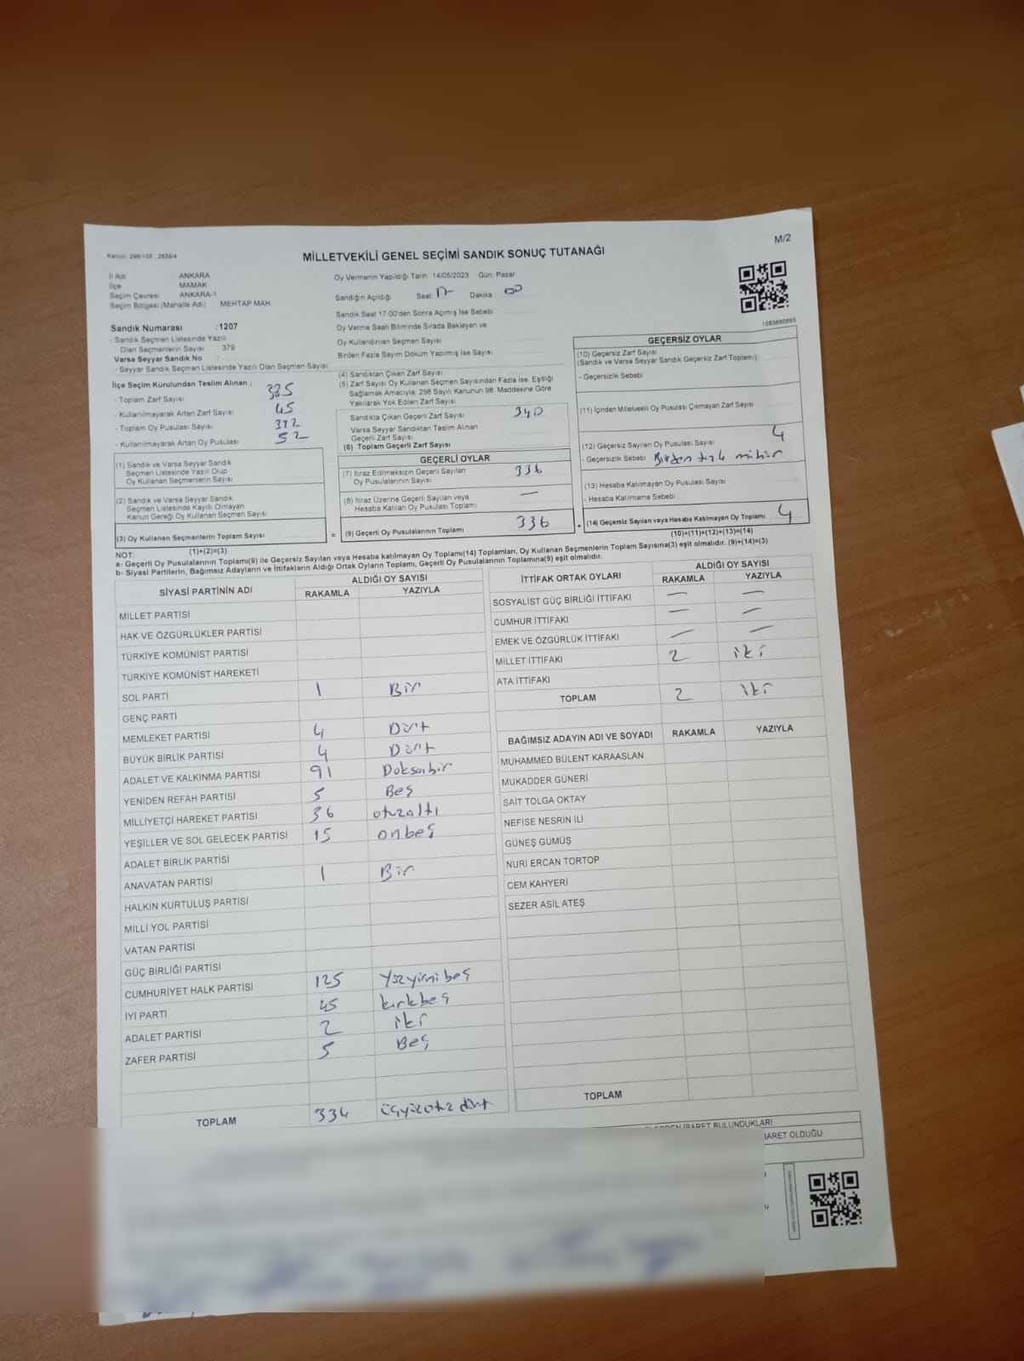 MİLLETVEKİLİ GENEL SEÇİMİ SANDIK SONUÇ TUTANAĞI
M/2
İl Adı ANKARA
İlçe MAMAK
Seçim Çevresi ANKARA-1
Seçim Bölgesi (Mahalle Adı) MEHTAP MAH.
Sandık Numarası : 1207
Sandık Seçmen Listesinde Yazılı
Olan Seçmenlerin Sayısı : 379
Varsa Seyyar Sandık No
- Seyyar Sandık Seçmen Listesinde Yazılı Olan Seçmen Sayısı
İlçe Seçim Kurulundan Teslim Alınan ;
- Toplam Zarf Sayısı 385
- Kullanılmayarak Artan Zarf Sayısı 45
- Toplam Oy Pusulası 392
- Kullanılmayarak Artan Oy Pusulası 52
(1) Sandık ve Varsa Seyyar Sandık
Seçmen Listesinde Yazılı Olup
Oy Kullanan Seçmenlerin Sayısı
(2) Sandık ve Varsa Seyyar Sandık
Seçmen Listesinde Kayıtlı Olmayan
Kanun Gereği Oy Kullanan Seçmen Sayısı
(3) Oy Kullanan Seçmenlerin Toplam Sayısı
(1)+(2)=(3)
Oy Vermenin Yapıldığı Tarih: 14/05/2023 Gün: Pazar
Sandığın Açıldığı Saat: 17 Dakika: 00
Sandık Saat 17:00'den Sonra Açılmış İse Sebebi
Oy Verme Saati Bitiminde Sırada Bekleyen ve
Oy Kullandırılan Seçmen Sayısı
Birden Fazla Sayım Döküm Yapılmış İse Sayısı
(4) Sandıktan Çıkan Zarf Sayısı
(5) Zarf Sayısı Oy Kullanan Seçmen Sayısından Fazla İse, Eşitliği
Sağlamak Amacıyla; 298 Sayılı Kanunun 98. Maddesine Göre
Yakılarak Yok Edilen Zarf Sayısı
Sandıkta Çıkan Geçerli Zarf Sayısı 340
Varsa Seyyar Sandıktan Teslim Alınan
Geçerli Zarf Sayısı
(6) Toplam Geçerli Zarf Sayısı
GEÇERLİ OYLAR
(7) İtiraz Edilmeksizin Geçerli Sayılan
Oy Pusulasının Sayısı 336
(8) İtiraz Üzerine Geçerli Sayılan veya
Hesaba Katılan Oy Pusulası Toplamı —
(9) Geçerli Oy Pusulalarının Toplamı 336
GEÇERSİZ OYLAR
(10) Geçersiz Zarf Sayısı
(Sandık ve Varsa Seyyar Sandık Geçersiz Zarf Toplamı)
- Geçersizlik Sebebi
(11) İçinden Milletvekili Oy Pusulası Çıkmayan Zarf Sayısı
(12) Geçersiz Sayılan Oy Pusulası Sayısı 4
- Geçersizlik Sebebi Birden fazla mühür
(13) Hesaba Katılmayan Oy Pusulası Sayısı
- Hesaba Katılmama Sebebi
(14) Geçersiz Sayılan veya Hesaba Katılmayan Oy Toplamı 4
(10)+(11)+(12)+(13)=(14)
NOT:
a- Geçerli Oy Pusulalarının Toplamı(9) ile Geçersiz Sayılan veya Hesaba katılmayan Oy Toplamı(14) Toplamları, Oy Kullanan Seçmenlerin Toplam Sayısına(3) eşit olmalıdır. (9)+(14)=(3)
b- Siyasi Partilerin, Bağımsız Adayların ve İttifakların Aldığı Ortak Oyların Toplamı, Geçerli Oy Pusulalarının Toplamına(9) eşit olmalıdır.
SİYASİ PARTİNİN ADI ALDIĞI OY SAYISI
RAKAMLA YAZIYLA
MİLLET PARTİSİ
HAK VE ÖZGÜRLÜKLER PARTİSİ
TÜRKİYE KOMÜNİST PARTİSİ
TÜRKİYE KOMÜNİST HAREKETİ
SOL PARTİ 1 Bir
GENÇ PARTİ
MEMLEKET PARTİSİ 4 Dört
BÜYÜK BİRLİK PARTİSİ 4 Dört
ADALET VE KALKINMA PARTİSİ 91 Doksanbir
YENİDEN REFAH PARTİSİ 5 Beş
MİLLİYETÇİ HAREKET PARTİSİ 36 otuzaltı
YEŞİLLER VE SOL GELECEK PARTİSİ 15 onbeş
ADALET BİRLİK PARTİSİ
ANAVATAN PARTİSİ 1 Bir
HALKIN KURTULUŞ PARTİSİ
MİLLİ YOL PARTİSİ
VATAN PARTİSİ
GÜÇ BİRLİĞİ PARTİSİ
CUMHURİYET HALK PARTİSİ 125 Yüzyirmibeş
İYİ PARTİ 45 kırkbeş
ADALET PARTİSİ 2 iki
ZAFER PARTİSİ 5 Beş
TOPLAM 334 üçyüzotuzdört
İTTİFAK ORTAK OYLARI ALDIĞI OY SAYISI
RAKAMLA YAZIYLA
SOSYALİST GÜÇ BİRLİĞİ İTTİFAKI — —
CUMHUR İTTİFAKI — —
EMEK VE ÖZGÜRLÜK İTTİFAKI — —
MİLLET İTTİFAKI 2 iki
ATA İTTİFAKI
TOPLAM 2 iki
BAĞIMSIZ ADAYIN ADI VE SOYADI RAKAMLA YAZIYLA
MUHAMMED BÜLENT KARAASLAN
MUKADDER GÜNERİ
SAİT TOLGA OKTAY
NEFİSE NESRİN İLİ
GÜNEŞ GÜMÜŞ
NURİ ERCAN TORTOP
CEM KAHYERİ
SEZER ASİL ATEŞ
TOPLAM
BULUNDUKLARI
İBARET OLDUĞU